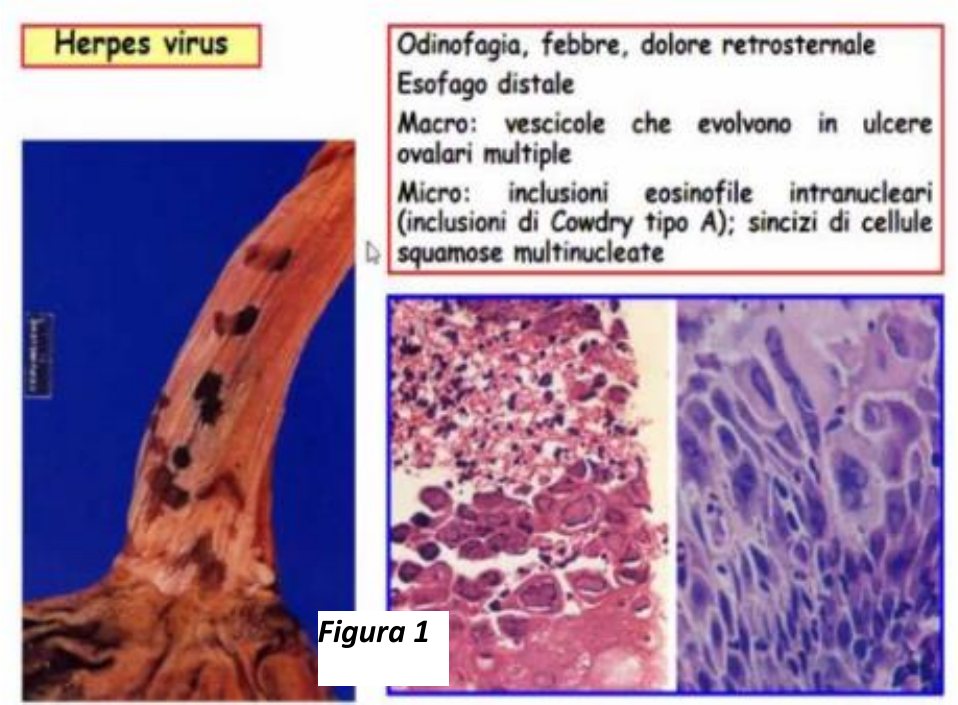 Herpes virus
Odinofagia, febbre, dolore retrosternale
Esofago distale
Macro: vescicole che evolvono in ulcere
ovalari multiple
Micro: inclusioni eosinofile intranucleari
(inclusioni di Cowdry tipo A); sincizi di cellule
squamose multinucleate
Figura 1